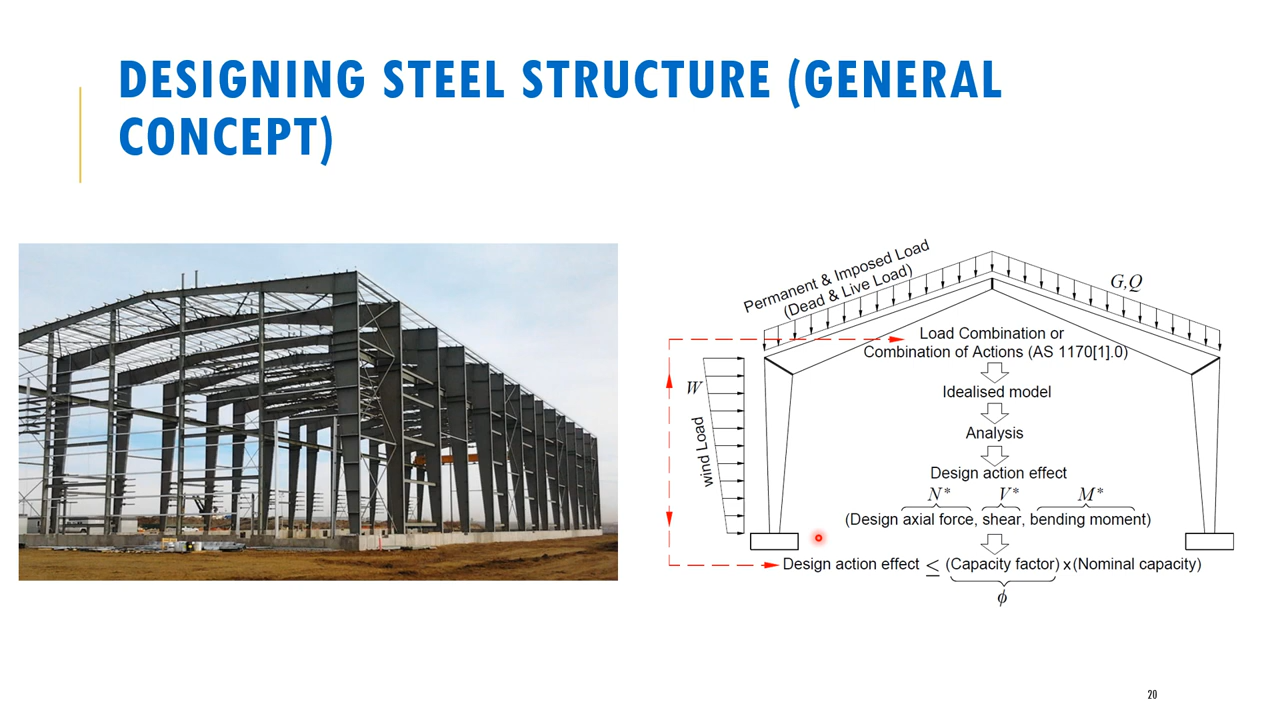 DESIGNING STEEL STRUCTURE (GENERAL
CONCEPT)
Permanent & Imposed Load
(Dead & Live Load)
G,Q
W
wind Load
Load Combination or
Combination of Actions (AS 1170[1].0)
Idealised model
Analysis
Design action effect
N* V* M*
(Design axial force, shear, bending moment)
Design action effect ≤ (Capacity factor) x (Nominal capacity)
ϕ
20